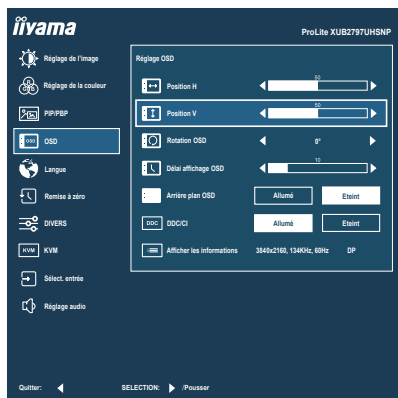 iiyama
ProLite XUB2797UHSNP
Réglage de l'image
Réglage de la couleur
PIP/PBP
OSD OSD
Langue
Remise à zéro
DIVERS
KVM KVM
Sélect. entrée
Réglage audio
Réglage OSD
Position H 50
Position V 50
Rotation OSD 0°
Délai affichage OSD 10
Arrière plan OSD Allumé Eteint
DDC DDC/CI Allumé Eteint
Afficher les informations 3840x2160, 134KHz, 60Hz DP
Quitter: SELECTION: /Pousser